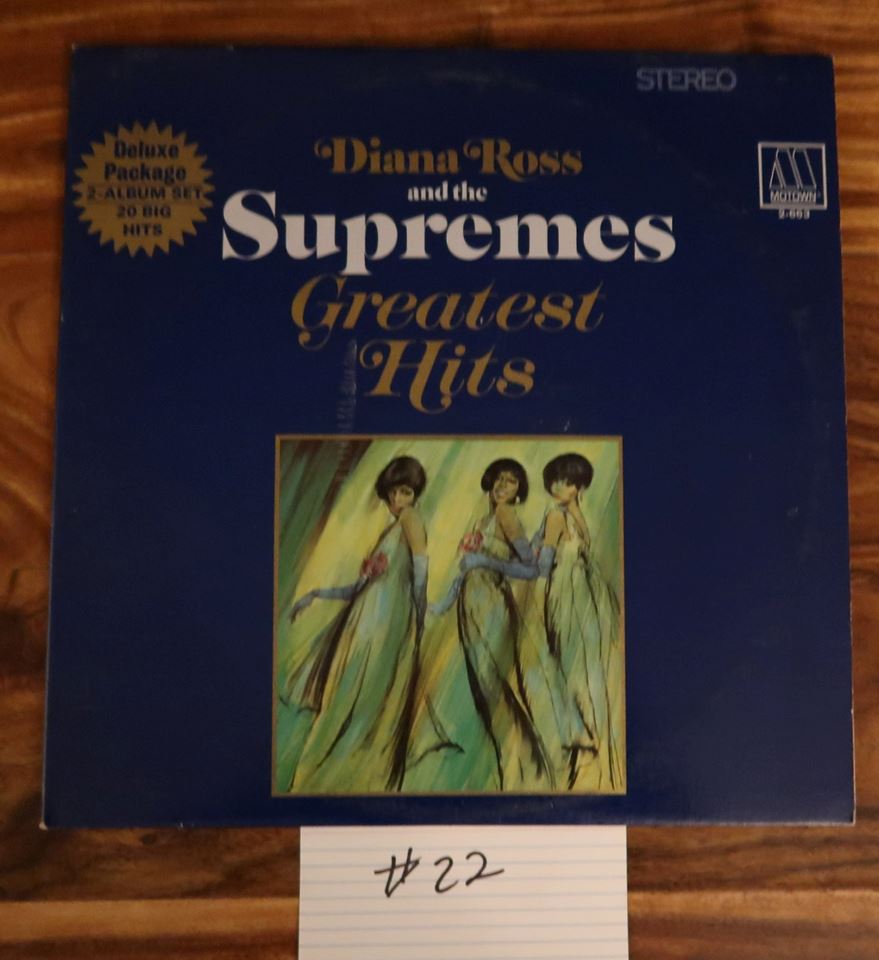 STEREO
Deluxe
Package
2-ALBUM SET
20 BIG
HITS
Diana Ross
and the
Supremes
Greatest
Hits
MOTOWN
2-663
#22